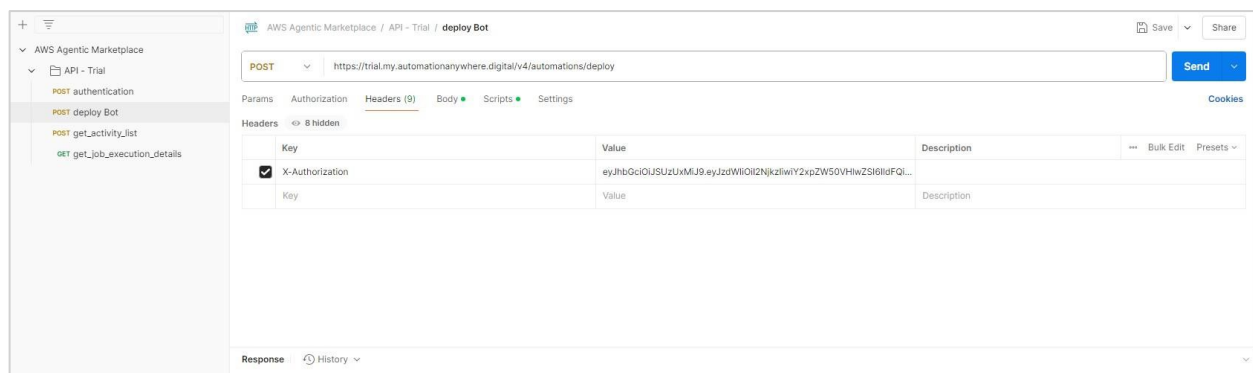 AWS Agentic Marketplace
API - Trial
POST authentication
POST deploy Bot
POST get_activity_list
GET get_job_execution_details
HTTP AWS Agentic Marketplace / API - Trial / deploy Bot
Save Share
POST https://trial.my.automationanywhere.digital/v4/automations/deploy Send
Params Authorization Headers (9) Body Scripts Settings Cookies
Headers 8 hidden
Key Value Description ••• Bulk Edit Presets
X-Authorization
Key Value Description
Response History